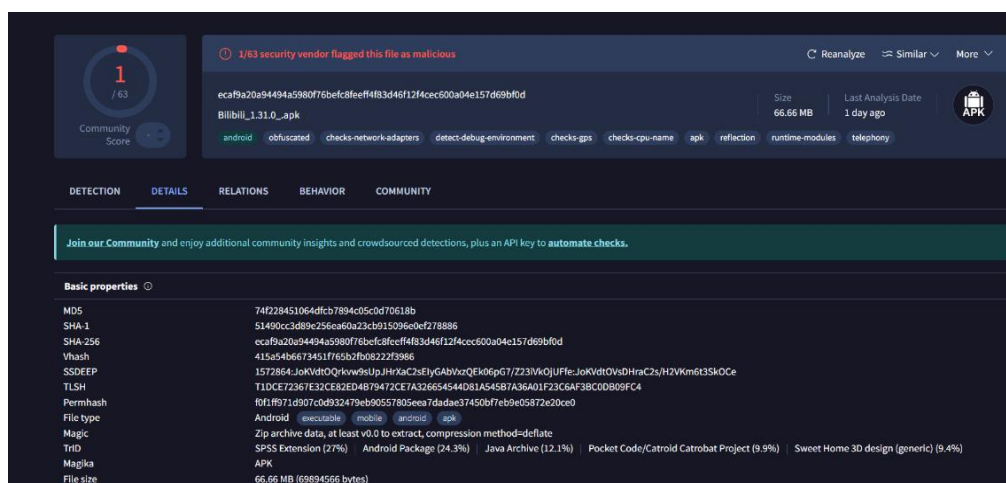 1
/ 63
Community
Score
1/63 security vendor flagged this file as malicious
Reanalyze Similar More
ecaf9a20a94494a5980f76befc8feeff4f83d46f12f4cec600a04e157d69bf0d
Bilibili_1.31.0_.apk
Size
66.66 MB
Last Analysis Date
1 day ago
APK
android obfuscated checks-network-adapters detect-debug-environment checks-gps checks-cpu-name apk reflection runtime-modules telephony
DETECTION DETAILS RELATIONS BEHAVIOR COMMUNITY
Join our Community and enjoy additional community insights and crowdsourced detections, plus an API key to automate checks.
Basic properties
MD5 74f228451064dfcb7894c05c0d70618b
SHA-1 51490cc3d89e256ea60a23cb915096e0ef278886
SHA-256 ecaf9a20a94494a5980f76befc8feeff4f83d46f12f4cec600a04e157d69bf0d
Vhash 415a54b6673451f765b2fb08222f3986
SSDEEP 1572864:JoKVdtOQrkvw9sUpJHrXaC2sEIyGAbVxzQEk06pG7/Z23iVkOjUFfe:JoKVdtOVsDHraC2s/H2VKm6t3SkOCe
TLSH T1DCE72367E32CE82ED4B79472CE7A326654544D81A545B7A36A01F23C6AF3BC0DB09FC4
Permhash f0f1ff971d907c0d932479eb90557805eea7dadae37450bf7eb9e05872e20ce0
File type Android executable mobile android apk
Magic Zip archive data, at least v0.0 to extract, compression method=deflate
TrID SPSS Extension (27%) Android Package (24.3%) Java Archive (12.1%) Pocket Code/Catroid Catrobat Project (9.9%) Sweet Home 3D design (generic) (9.4%)
Magika APK
File size 66.66 MB (69894566 bytes)